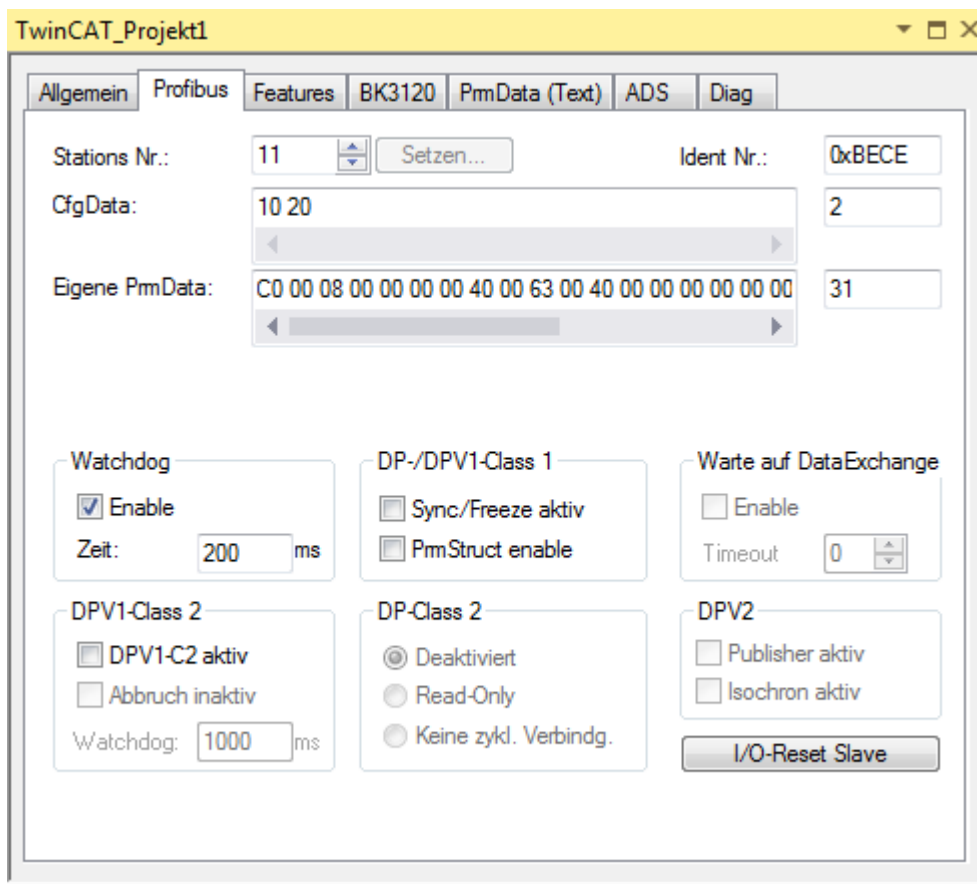 TwinCAT_Projekt1
Allgemein Profibus Features BK3120 PrmData (Text) ADS Diag
Stations Nr.: 11 Setzen... Ident Nr.: 0xBECE
CfgData: 10 20 2
Eigene PrmData: C0 00 08 00 00 00 00 40 00 63 00 40 00 00 00 00 00 00 31
Watchdog DP-/DPV1-Class 1 Warte auf DataExchange
Enable Sync/Freeze aktiv Enable
Zeit: 200 ms PrmStruct enable Timeout 0
DPV1-Class 2 DP-Class 2 DPV2
DPV1-C2 aktiv Deaktiviert Publisher aktiv
Abbruch inaktiv Read-Only Isochron aktiv
Watchdog: 1000 ms Keine zykl. Verbindg. I/O-Reset Slave